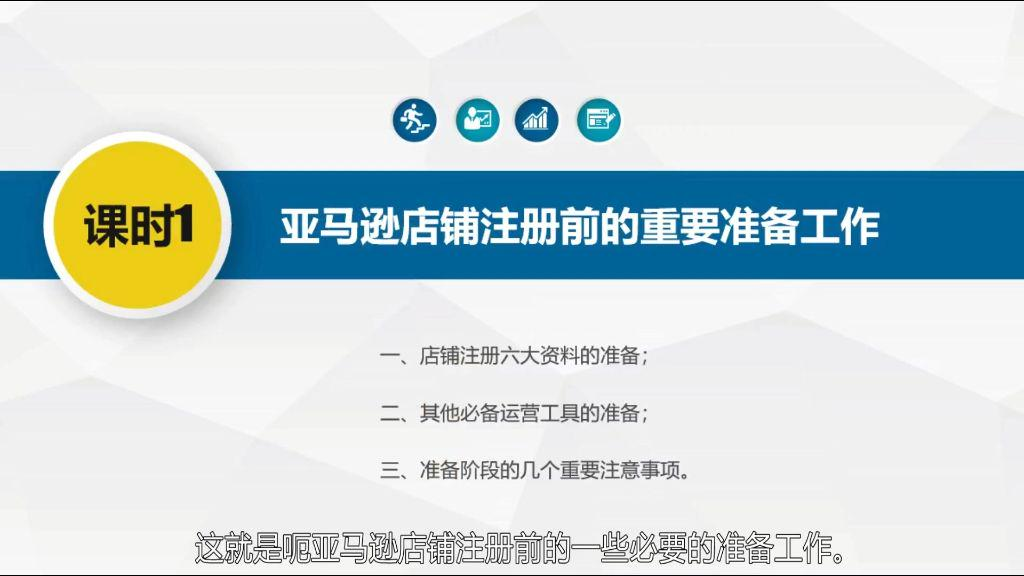 课时1
亚马逊店铺注册前的重要准备工作
一、店铺注册六大资料的准备；
二、其他必备运营工具的准备；
三、准备阶段的几个重要注意事项。
这就是呃亚马逊店铺注册前的一些必要的准备工作。